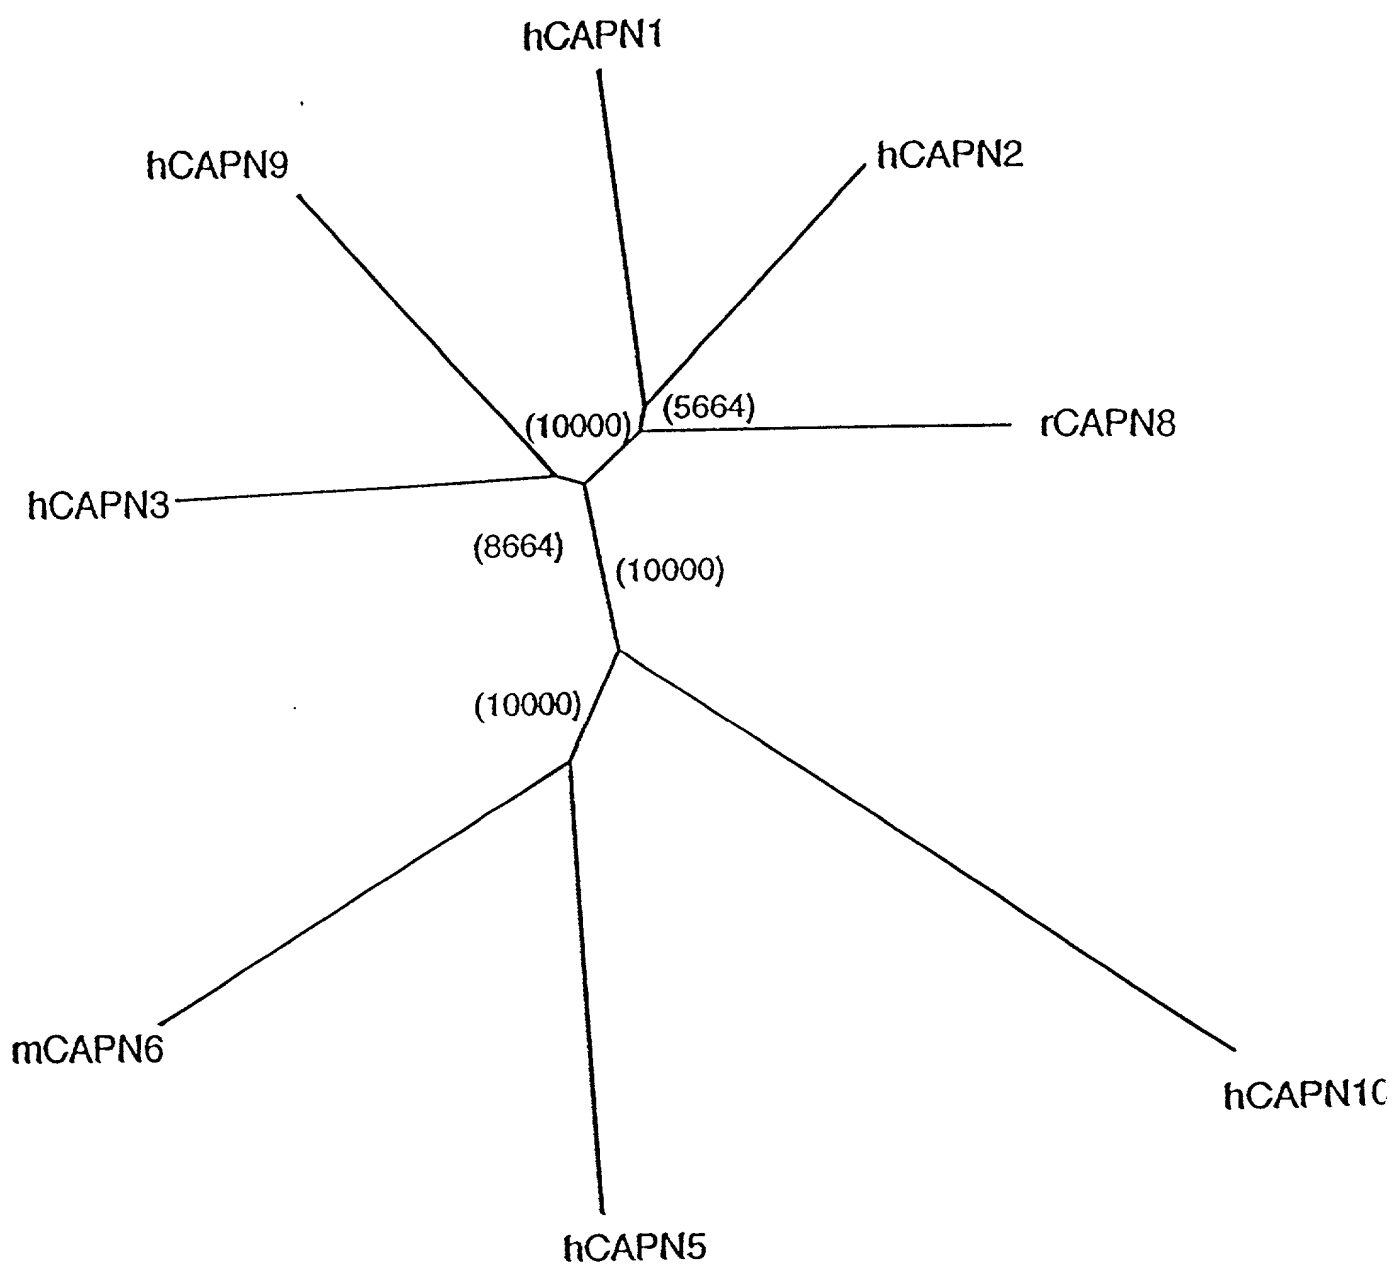 hCAPN1
hCAPN2
hCAPN9
(5664)
(10000)
rCAPN8
hCAPN3
(8664)
(10000)
(10000)
mCAPN6
hCAPN10
hCAPN5